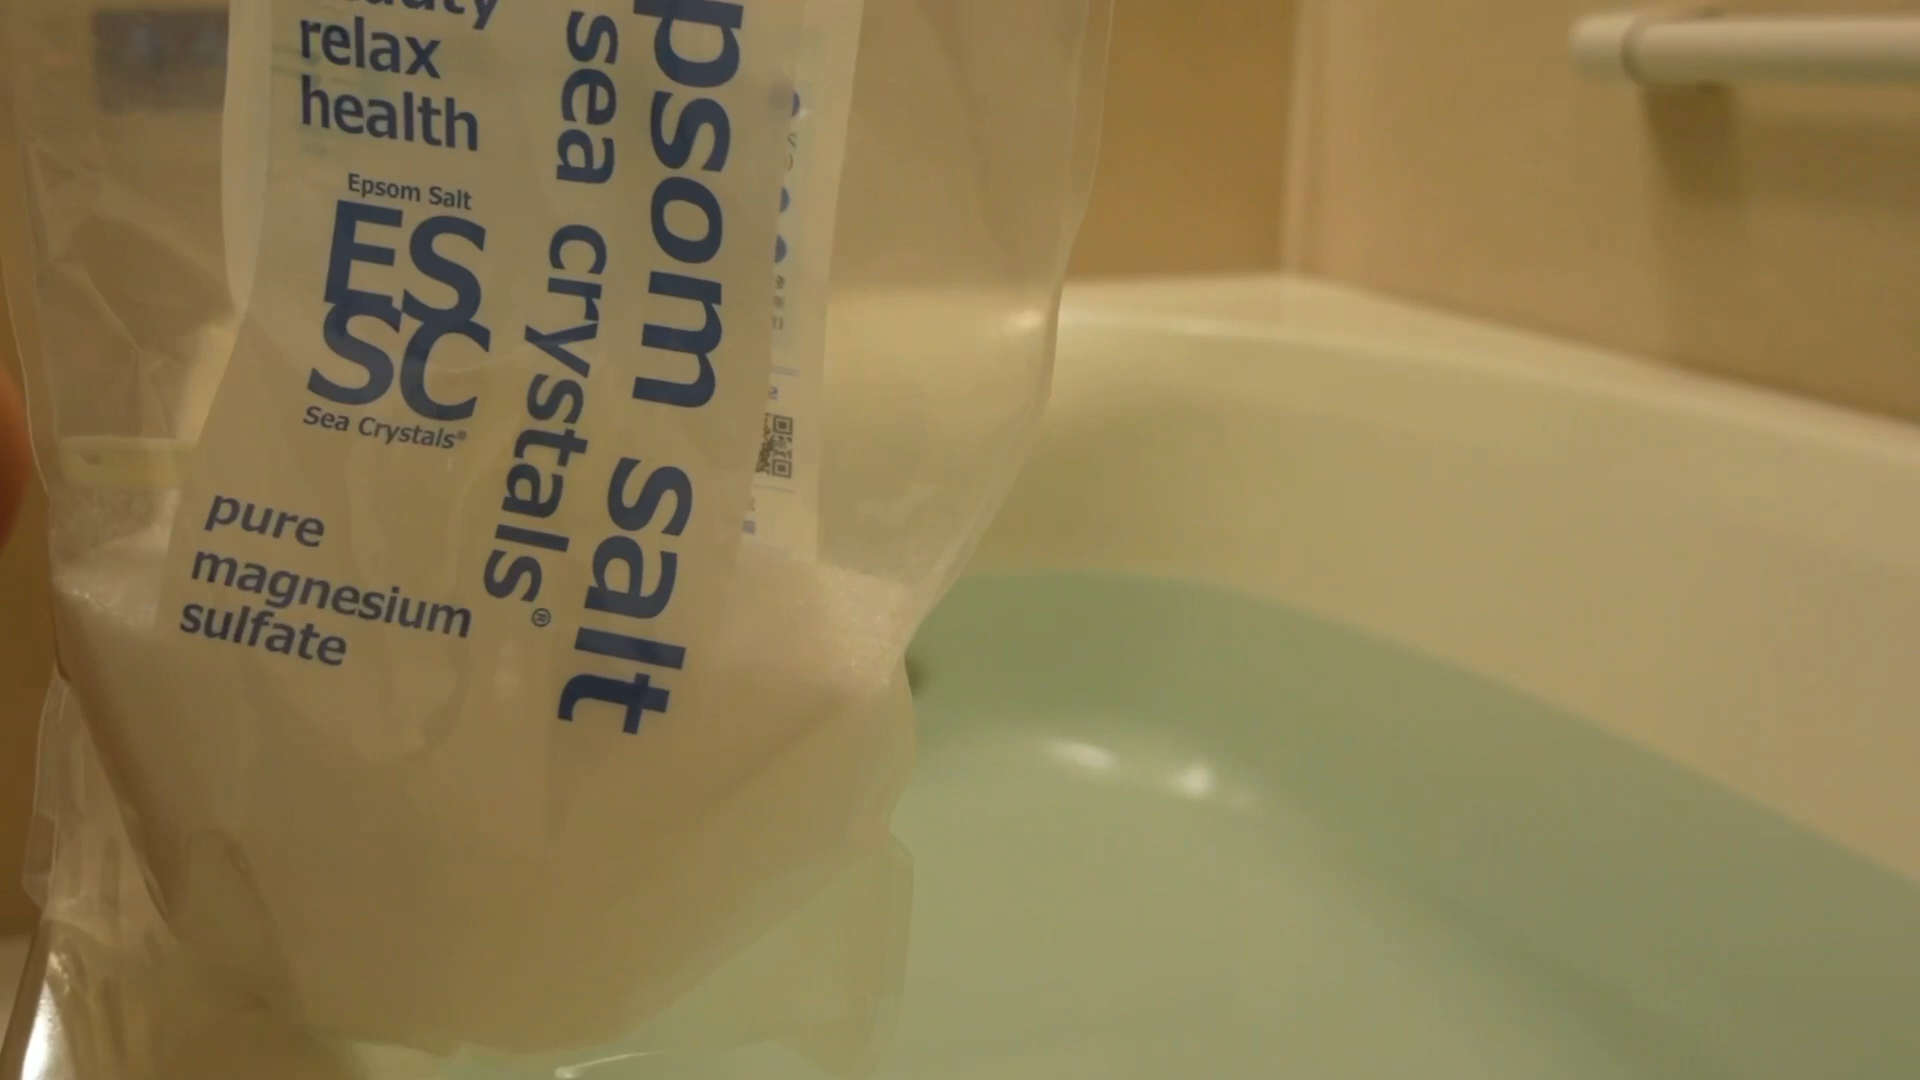 relax
health
Epsom Salt
ES
SC
Sea Crystals®
pure
magnesium
sulfate
sea crystals®
psom salt